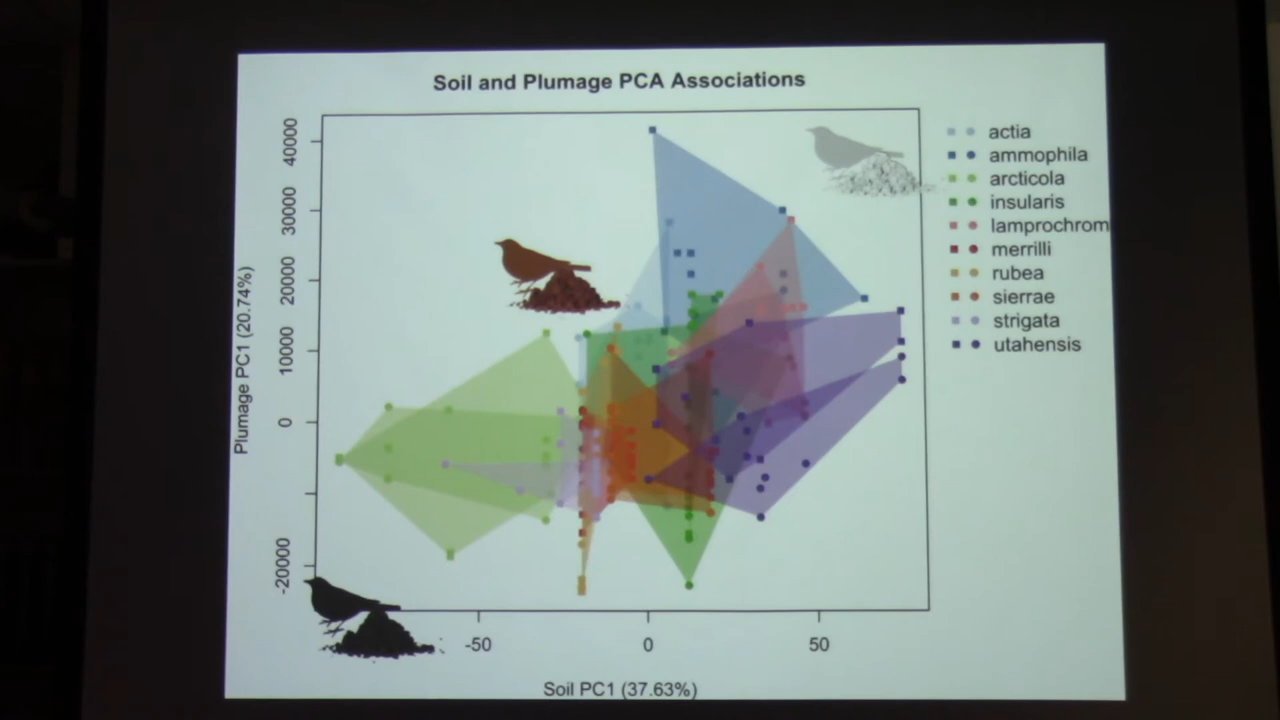 Soil and Plumage PCA Associations
40000
30000
20000
10000
0
-20000
Plumage PC1 (20.74%)
-50
0
50
Soil PC1 (37.63%)
actia
ammophila
arcticola
insularis
lamprochrom
merrilli
rubea
sierrae
strigata
utahensis